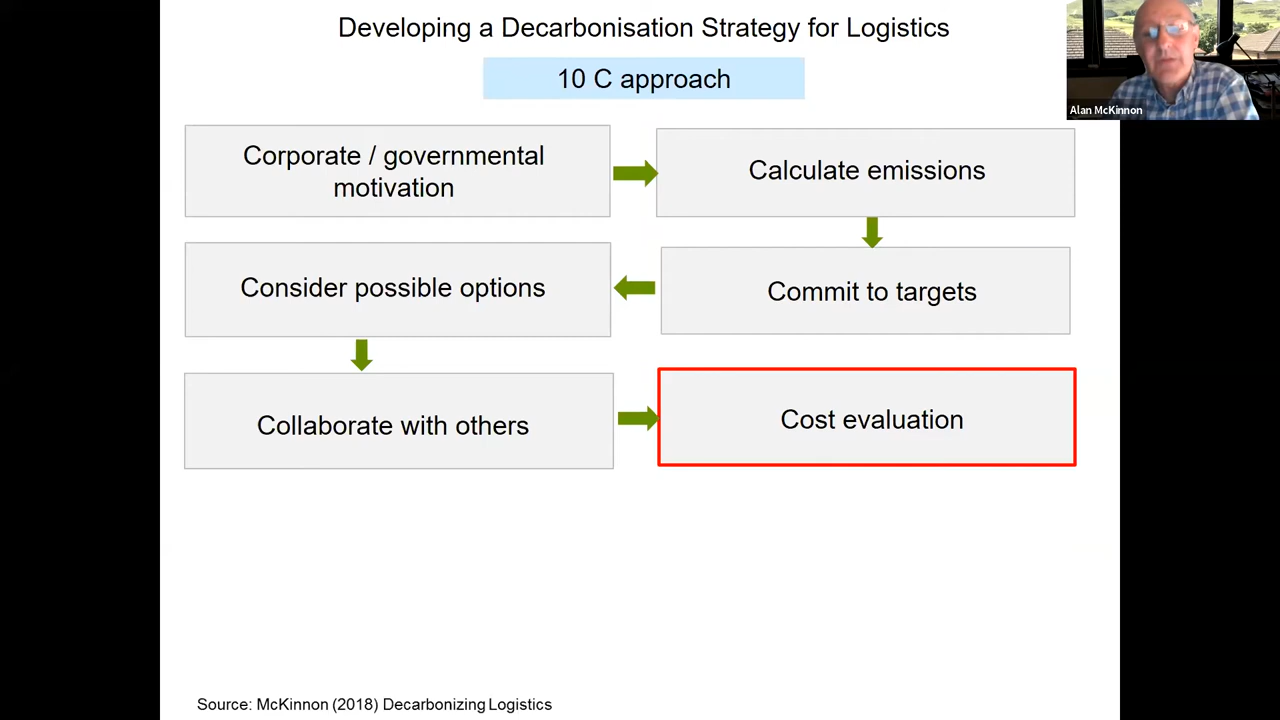 Developing a Decarbonisation Strategy for Logistics
10 C approach
Alan McKinnon
Corporate / governmental
motivation
Calculate emissions
Consider possible options
Commit to targets
Collaborate with others
Cost evaluation
Source: McKinnon (2018) Decarbonizing Logistics